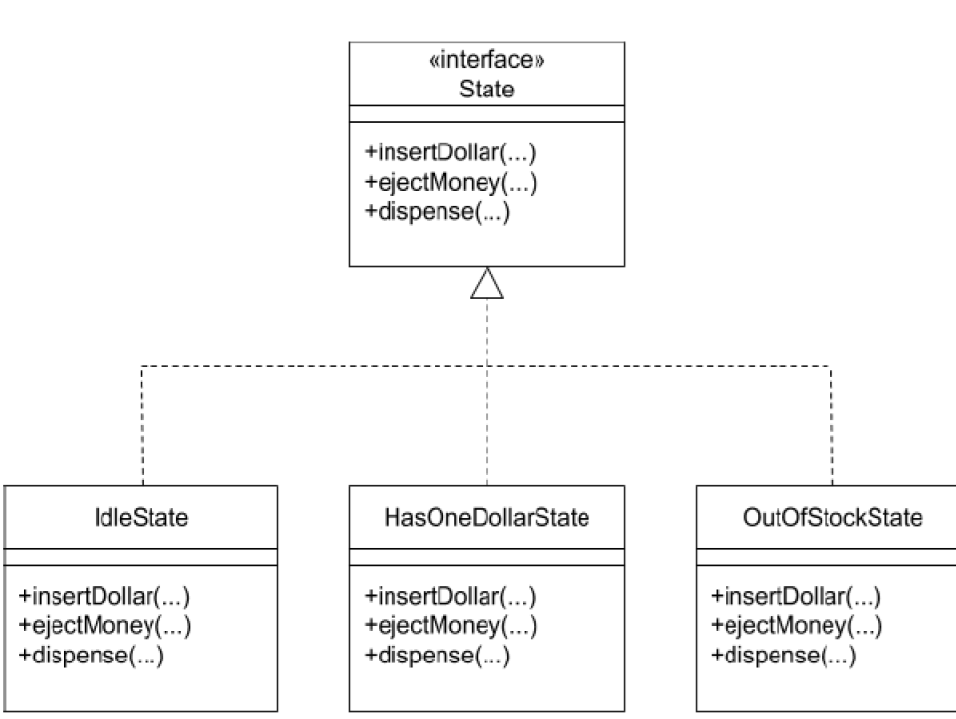 «interface»
State
+insertDollar(...)
+ejectMoney(...)
+dispense(...)
IdleState
+insertDollar(...)
+ejectMoney(...)
+dispense(...)
HasOneDollarState
+insertDollar(...)
+ejectMoney(...)
+dispense(...)
OutOfStockState
+insertDollar(...)
+ejectMoney(...)
+dispense(...)